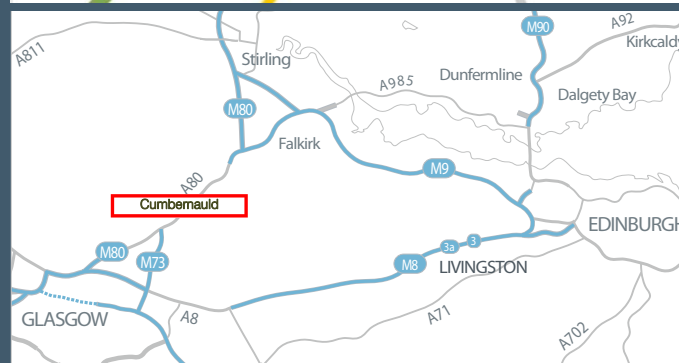 A811
Stirling
M90
A92
Kirkcaldy
Dunfermline
A985
Dalgety Bay
M80
Falkirk
M9
A80
Cumbernauld
EDINBURGH
M80
M73
3a
3
M8
LIVINGSTON
GLASGOW
A8
A71
A702